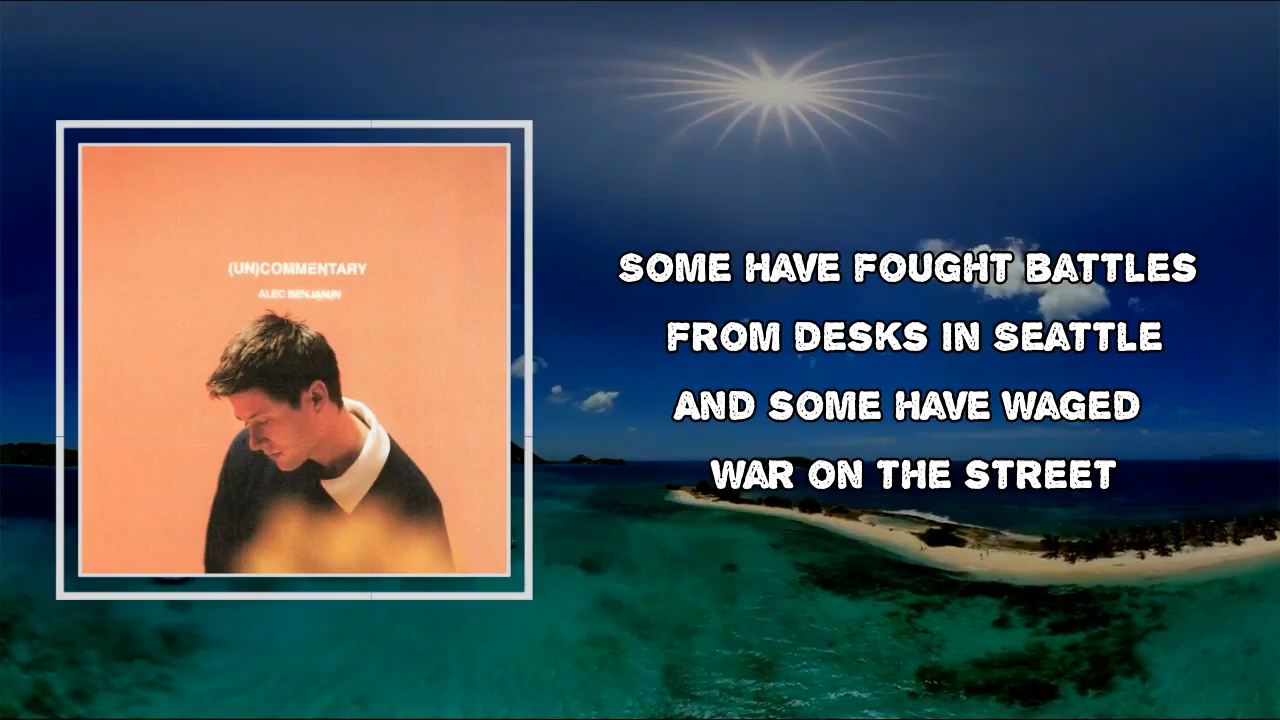 (UN)COMMENTARY
ALEC BENJAMIN
SOME HAVE FOUGHT BATTLES
FROM DESKS IN SEATTLE
AND SOME HAVE WAGED
WAR ON THE STREET